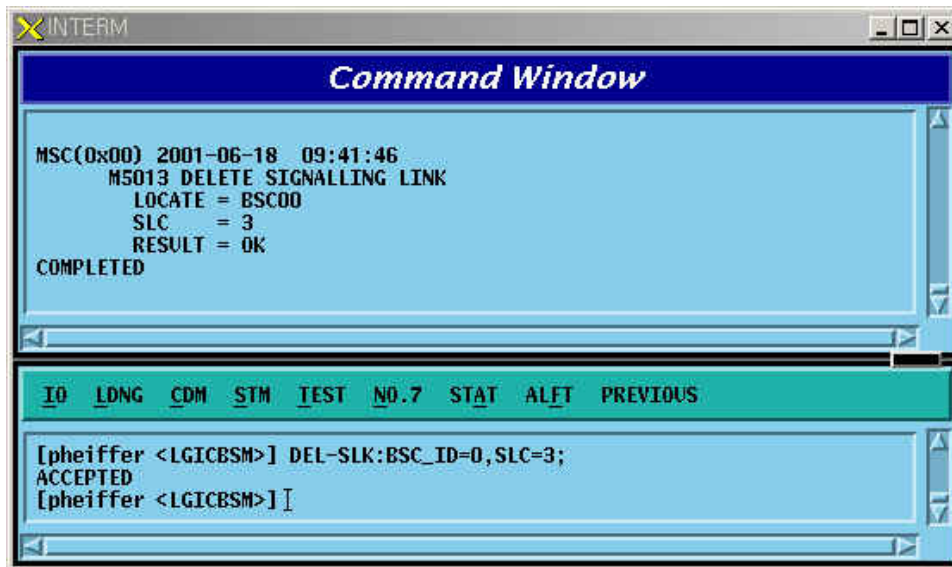 INTERM
Command Window
MSC(0x00) 2001-06-18 09:41:46
M5013 DELETE SIGNALLING LINK
LOCATE = BSC00
SLC = 3
RESULT = OK
COMPLETED
IO LDNG CDM STM TEST NO.7 STAT ALFT PREVIOUS
[pheiffer <LGICBSM>] DEL-SLK:BSC_ID=0,SLC=3;
ACCEPTED
[pheiffer <LGICBSM>]